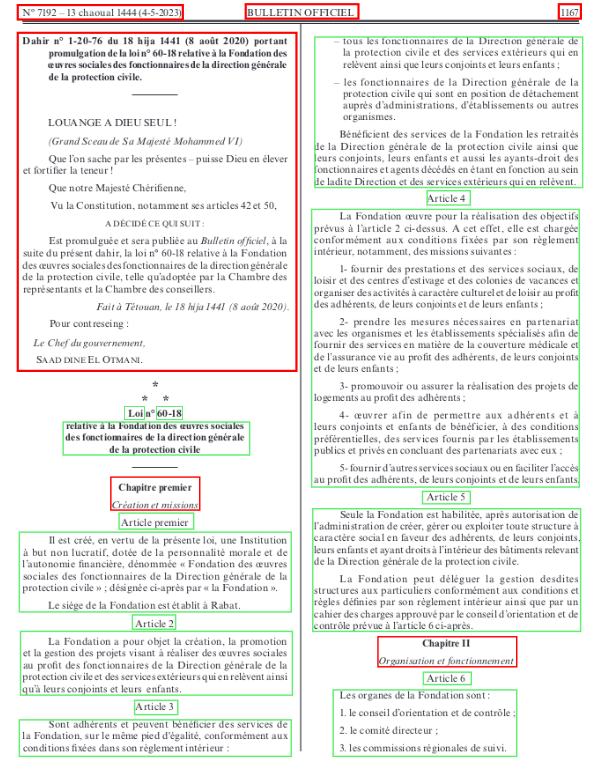 N° 7192 – 13 chaoual 1444 (4-5-2023) BULLETIN OFFICIEL 1167
Dahir n° 1-20-76 du 18 hija 1441 (8 août 2020) portant
promulgation de la loi n° 60-18 relative à la Fondation des
œuvres sociales des fonctionnaires de la direction générale
de la protection civile.
LOUANGE A DIEU SEUL !
(Grand Sceau de Sa Majesté Mohammed VI)
Que l'on sache par les présentes – puisse Dieu en élever
et fortifier la teneur !
Que notre Majesté Chérifienne,
Vu la Constitution, notamment ses articles 42 et 50,
A DÉCIDÉ CE QUI SUIT :
Est promulguée et sera publiée au Bulletin officiel, à la
suite du présent dahir, la loi n° 60-18 relative à la Fondation
des œuvres sociales des fonctionnaires de la direction générale
de la protection civile, telle qu'adoptée par la Chambre des
représentants et la Chambre des conseillers.
Fait à Tétouan, le 18 hija 1441 (8 août 2020).
Pour contreseing :
Le Chef du gouvernement,
SAAD DINE EL OTMANI.
*
* *
Loi n° 60-18
relative à la Fondation des œuvres sociales
des fonctionnaires de la direction générale
de la protection civile
Chapitre premier
Création et missions
Article premier
Il est créé, en vertu de la présente loi, une Institution
à but non lucratif, dotée de la personnalité morale et de
l'autonomie financière, dénommée « Fondation des œuvres
sociales des fonctionnaires de la Direction générale de la
protection civile » ; désignée ci-après par « la Fondation ».
Le siège de la Fondation est établit à Rabat.
Article 2
La Fondation a pour objet la création, la promotion
et la gestion des projets visant à réaliser des œuvres sociales
au profit des fonctionnaires de la Direction générale de la
protection civile et des services extérieurs qui en relèvent ainsi
qu'à leurs conjoints et leurs enfants.
Article 3
Sont adhérents et peuvent bénéficier des services de
la Fondation, sur le même pied d'égalité, conformément aux
conditions fixées dans son règlement intérieur :
– tous les fonctionnaires de la Direction générale de
la protection civile et des services extérieurs qui en
relèvent ainsi que leurs conjoints et leurs enfants ;
– les fonctionnaires de la Direction générale de la
protection civile qui sont en position de détachement
auprès d'administrations, d'établissements ou autres
organismes.
Bénéficient des services de la Fondation les retraités
de la Direction générale de la protection civile ainsi que
leurs conjoints, leurs enfants et aussi les ayants-droit des
fonctionnaires et agents décédés en étant en fonction au sein
de ladite Direction et des services extérieurs qui en relèvent.
Article 4
La Fondation œuvre pour la réalisation des objectifs
prévus à l'article 2 ci-dessus. A cet effet, elle est chargée
conformément aux conditions fixées par son règlement
intérieur, notamment, des missions suivantes :
1- fournir des prestations et des services sociaux, de
loisir et des centres d'estivage et des colonies de vacances et
organiser des activités à caractère culturel et de loisir au profit
des adhérents, de leurs conjoints et de leurs enfants ;
2- prendre les mesures nécessaires en partenariat
avec les organismes et les établissements spécialisés afin de
fournir des services en matière de la couverture médicale et
de l'assurance vie au profit des adhérents, de leurs conjoints
et de leurs enfants ;
3- promouvoir ou assurer la réalisation des projets de
logements au profit des adhérents ;
4- œuvrer afin de permettre aux adhérents et à
leurs conjoints et enfants de bénéficier, à des conditions
préférentielles, des services fournis par les établissements
publics et privés en concluant des partenariats avec eux ;
5- fournir d'autres services sociaux ou en faciliter l'accès
au profit des adhérents, de leurs conjoints et de leurs enfants.
Article 5
Seule la Fondation est habilitée, après autorisation de
l'administration de créer, gérer ou exploiter toute structure à
caractère social en faveur des adhérents, de leurs conjoints,
leurs enfants et ayant droits à l'intérieur des bâtiments relevant
de la Direction générale de la protection civile.
La Fondation peut déléguer la gestion desdites
structures aux particuliers conformément aux conditions et
règles définies par son règlement intérieur ainsi que par un
cahier des charges approuvé par le conseil d'orientation et de
contrôle prévue à l'article 6 ci-après.
Chapitre II
Organisation et fonctionnement
Article 6
Les organes de la Fondation sont :
1. le conseil d'orientation et de contrôle ;
2. le comité directeur ;
3. les commissions régionales de suivi.